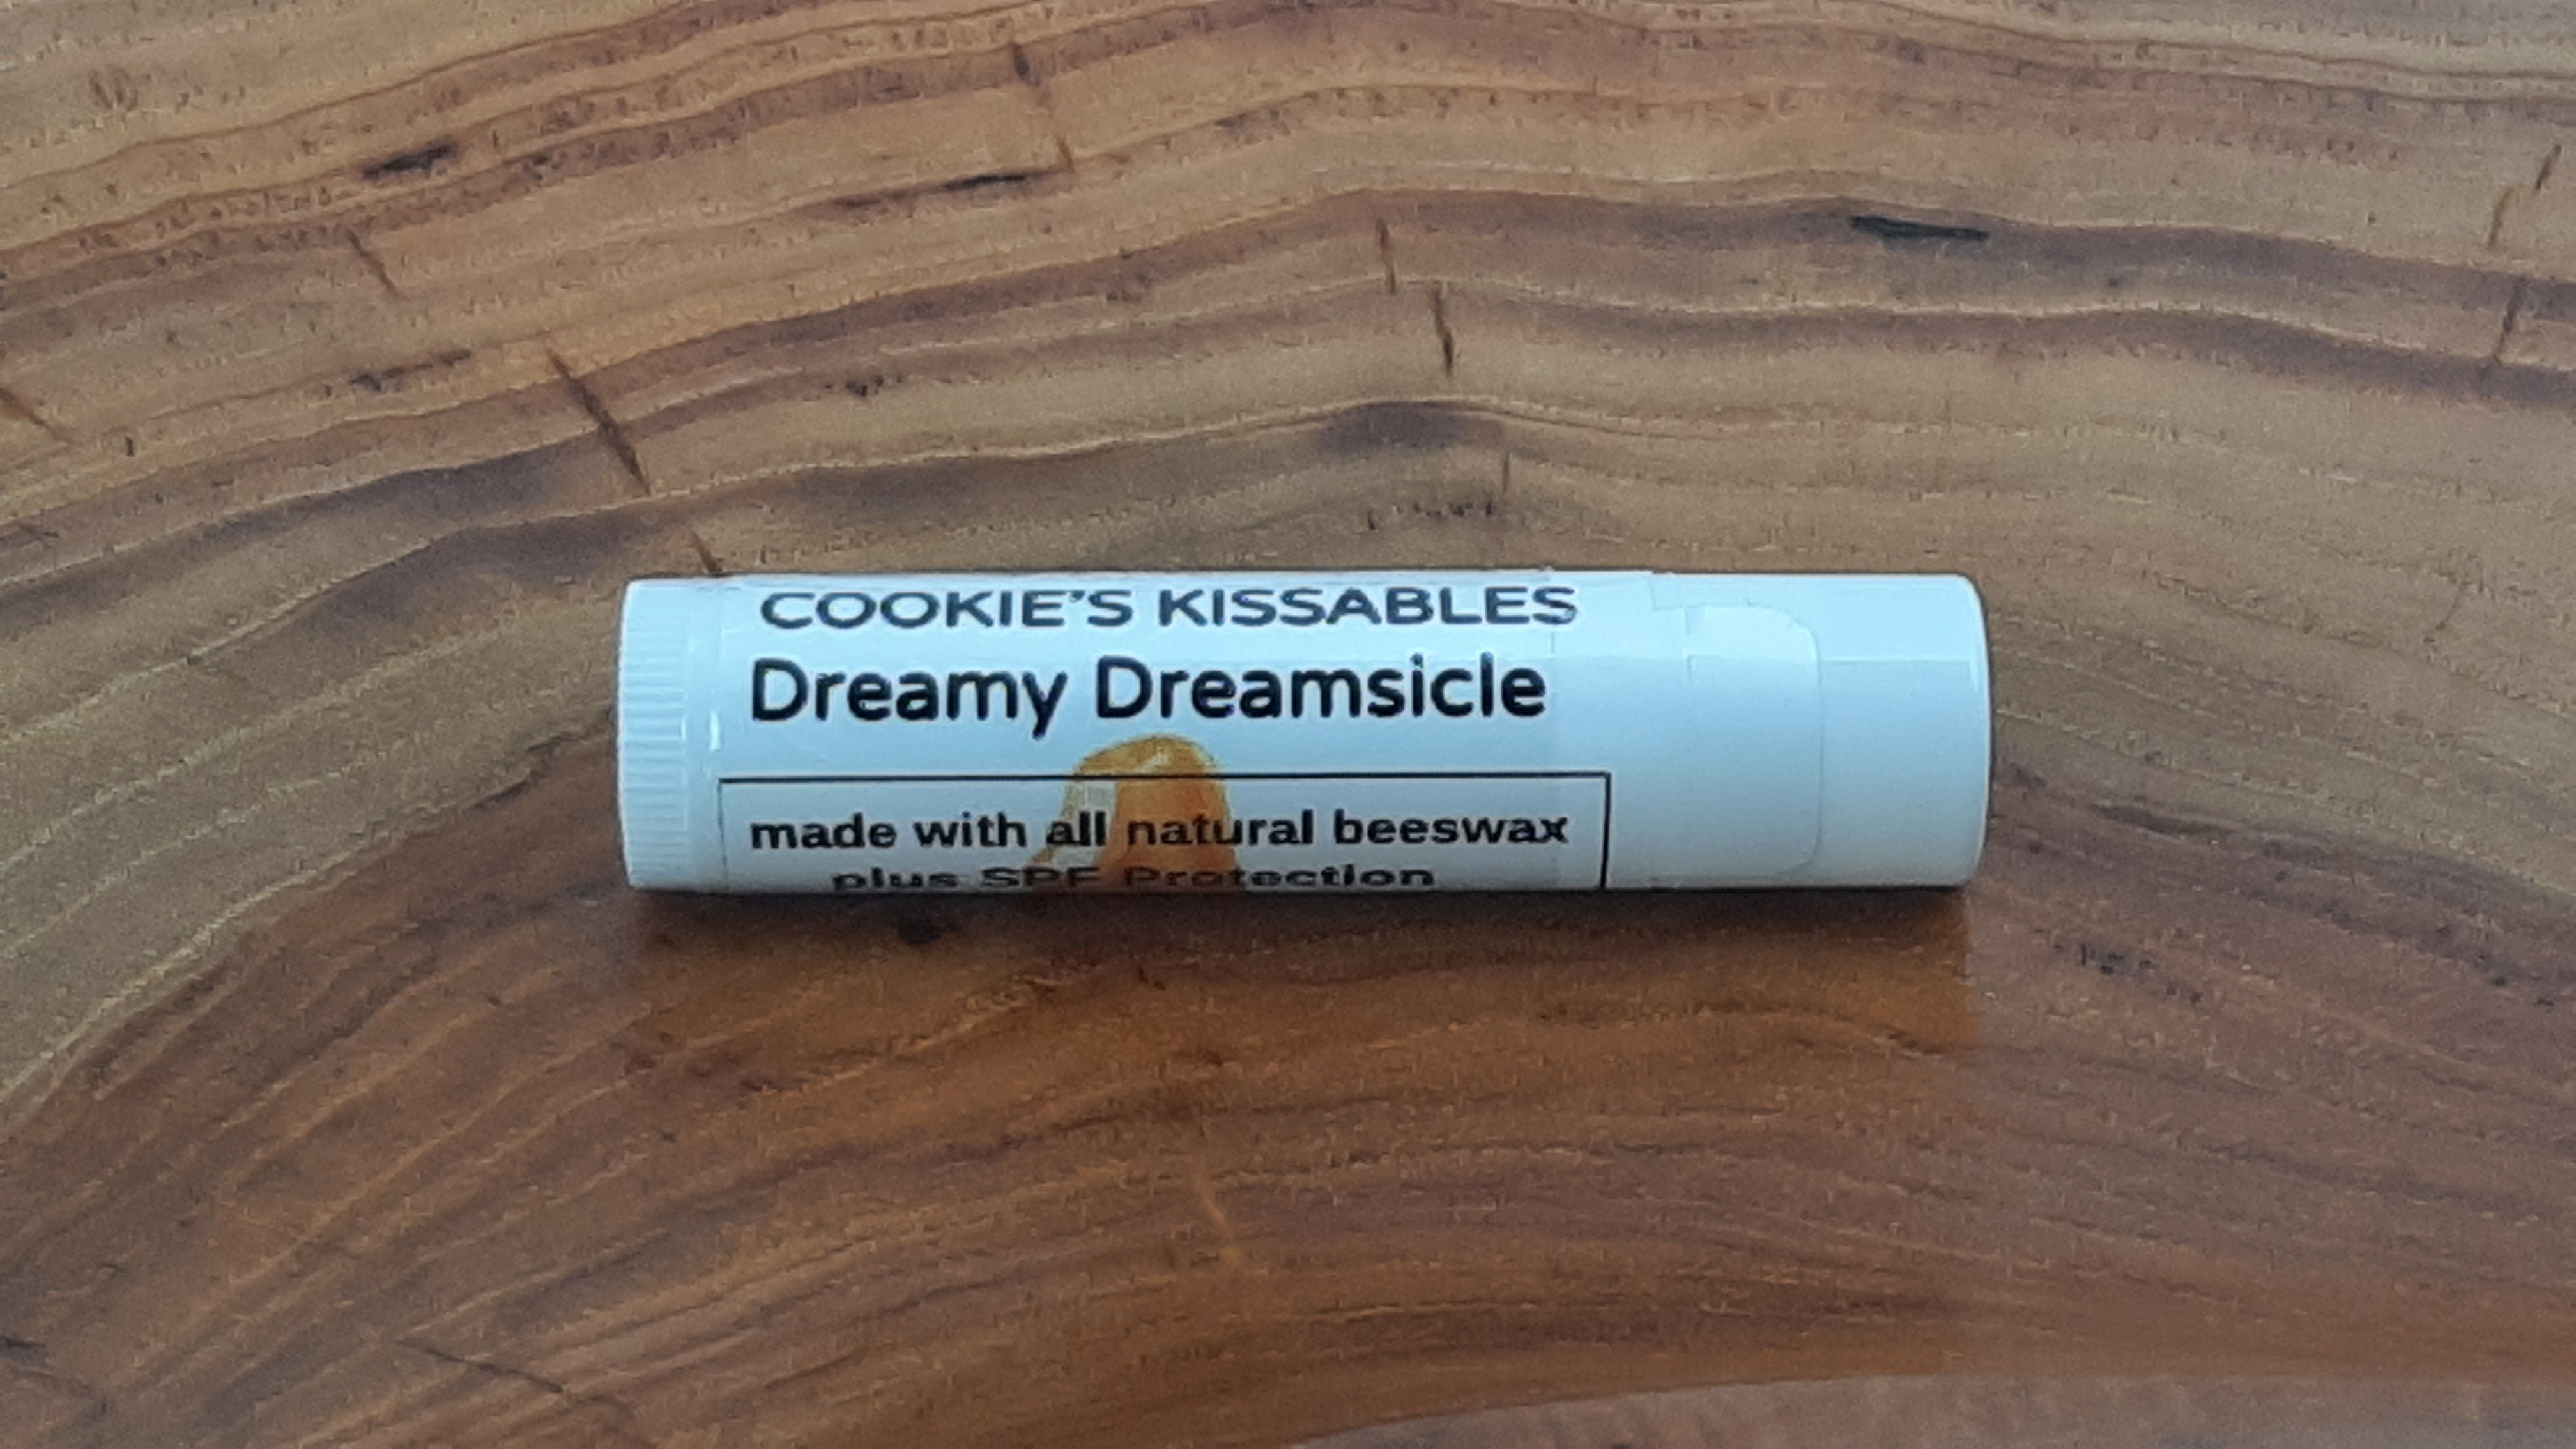 COOKIE'S KISSABLES
Dreamy Dreamsicle
made with all natural beeswax
plus SPF Protection